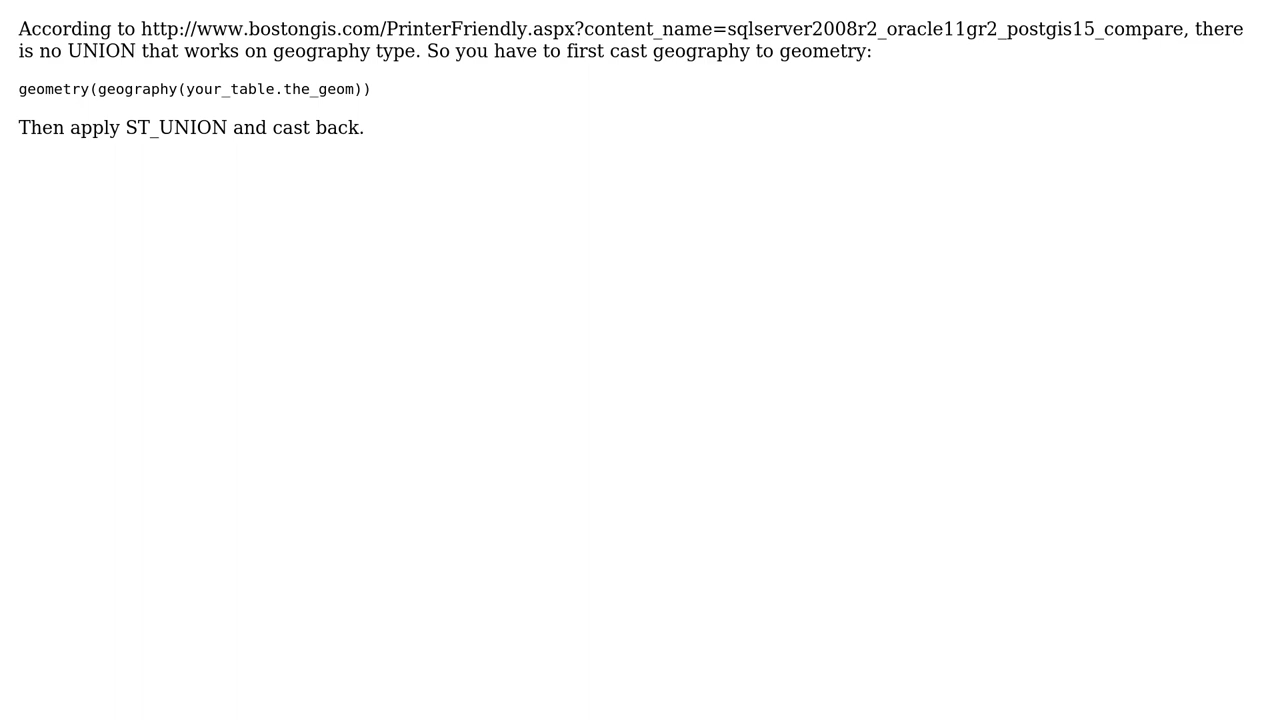 According to http://www.bostongis.com/PrinterFriendly.aspx?content_name=sqlserver2008r2_oracle11gr2_postgis15_compare, there
is no UNION that works on geography type. So you have to first cast geography to geometry:
geometry(geography(your_table.the_geom))
Then apply ST_UNION and cast back.